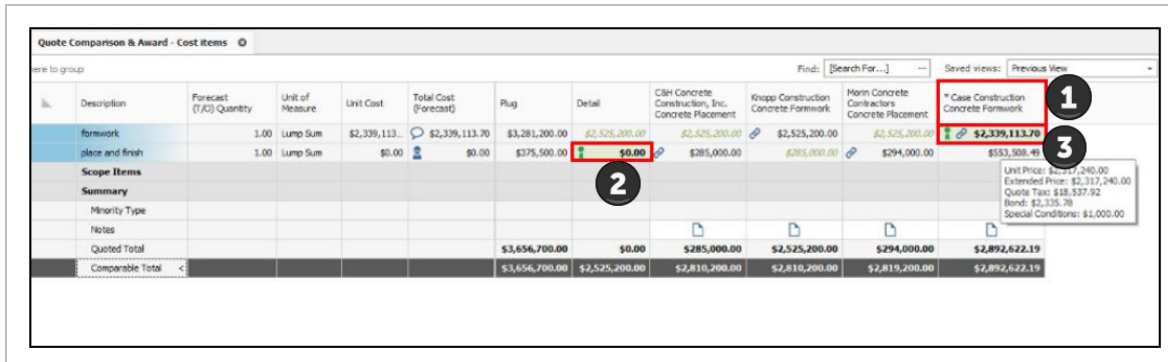 Quote Comparison & Award - Cost items
ere to group
Find: [Search For...] ... Saved views: Previous View
Description Forecast (T/O) Quantity Unit of Measure Unit Cost Total Cost (Forecast) Plug Detail C&H Concrete Construction, Inc. Concrete Placement Knopp Construction Concrete Formwork Morin Concrete Contractors Concrete Placement * Case Construction Concrete Formwork 1
formwork 1.00 Lump Sum $2,339,113... $2,339,113.70 $3,281,200.00 $2,525,200.00 $2,525,200.00 $2,525,200.00 $2,525,200.00 $2,339,113.70 3
place and finish 1.00 Lump Sum $0.00 $0.00 $375,500.00 $0.00 $285,000.00 $285,000.00 $294,000.00 $553,508.49
Scope Items
2
Summary
Minority Type
Notes
Unit Price: $2,317,240.00
Extended Price: $2,317,240.00
Quote Tax: $18,537.92
Bond: $2,335.78
Special Conditions: $1,000.00
Quoted Total $3,656,700.00 $0.00 $285,000.00 $2,525,200.00 $294,000.00 $2,892,622.19
Comparable Total < $3,656,700.00 $2,525,200.00 $2,810,200.00 $2,810,200.00 $2,819,200.00 $2,892,622.19